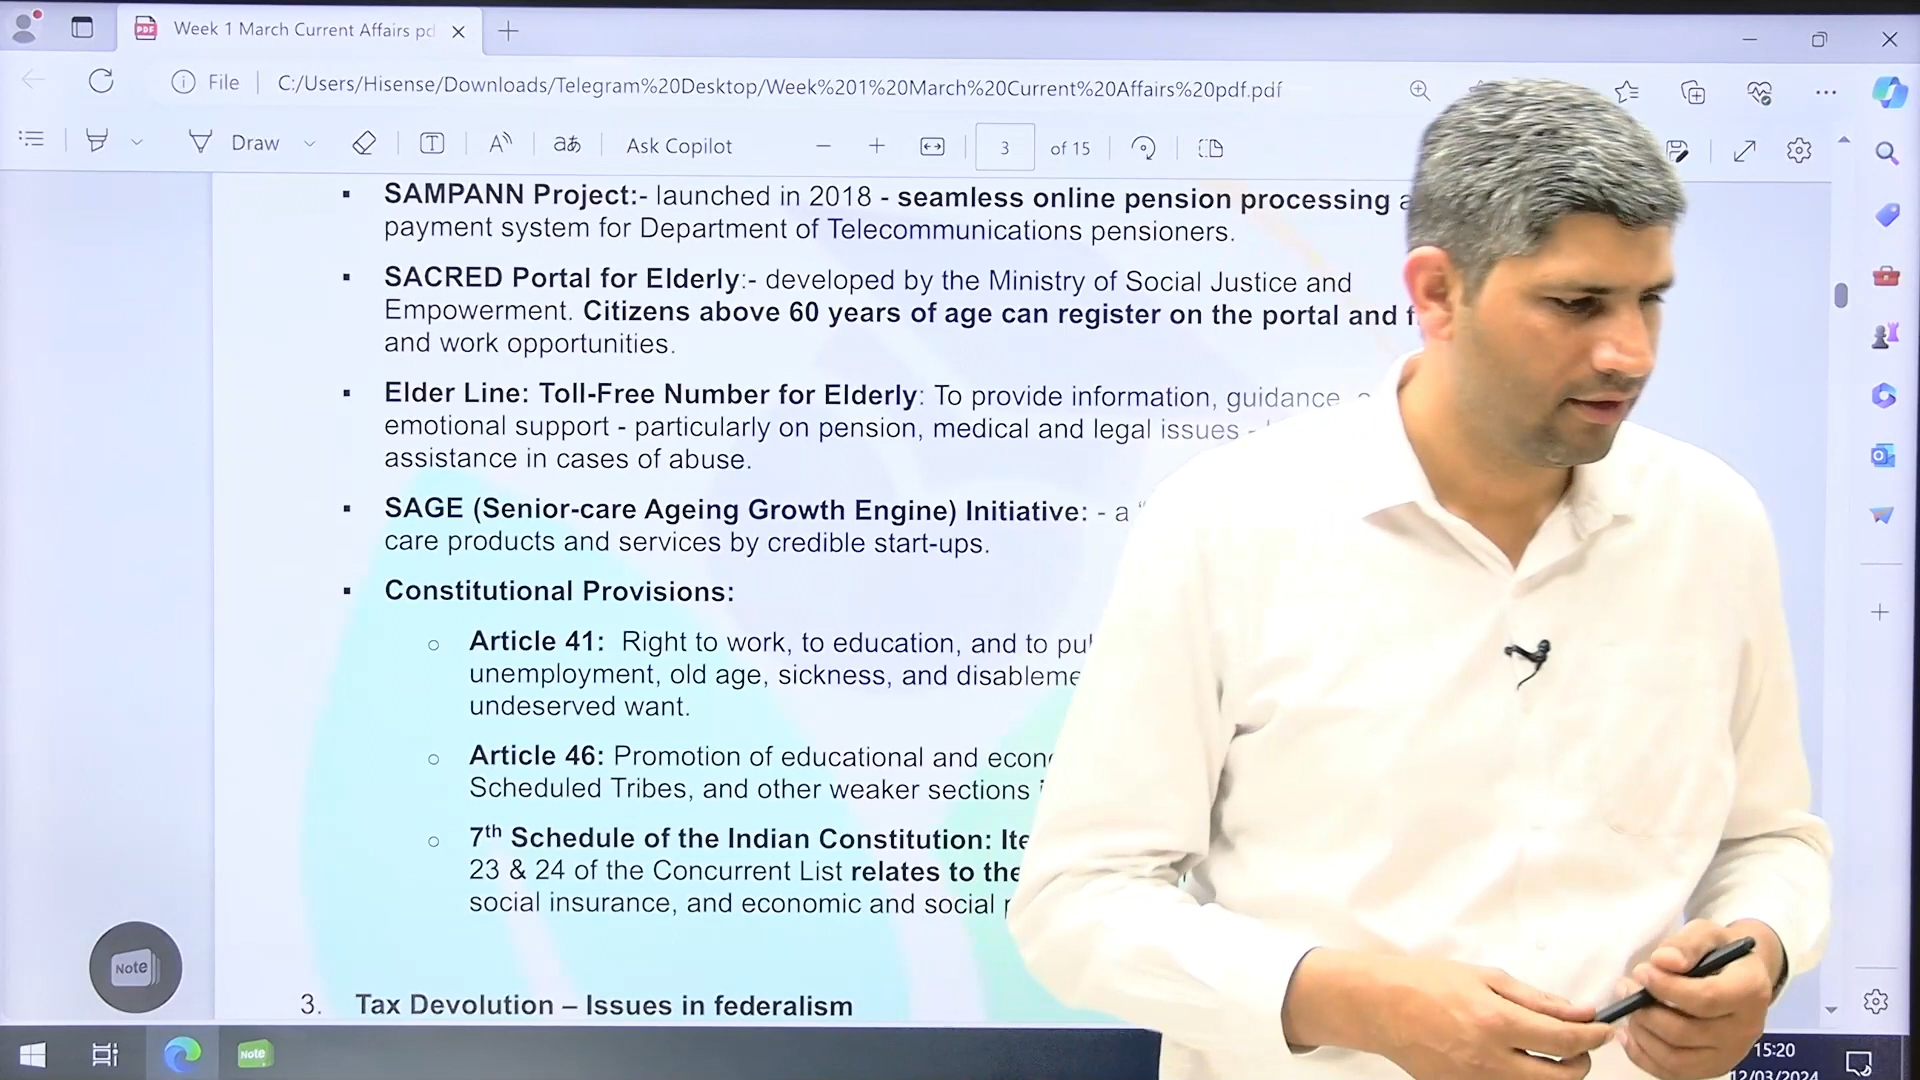 Week 1 March Current Affairs pd
File
C:/Users/Hisense/Downloads/Telegram%20Desktop/Week%201%20March%20Current%20Affairs%20pdf.pdf
Draw
Ask Copilot
3 of 15
▪ SAMPANN Project:- launched in 2018 - seamless online pension processing
payment system for Department of Telecommunications pensioners.
▪ SACRED Portal for Elderly:- developed by the Ministry of Social Justice and
Empowerment. Citizens above 60 years of age can register on the portal and
and work opportunities.
▪ Elder Line: Toll-Free Number for Elderly: To provide information, guidance,
emotional support - particularly on pension, medical and legal issues -
assistance in cases of abuse.
▪ SAGE (Senior-care Ageing Growth Engine) Initiative: - a "
care products and services by credible start-ups.
▪ Constitutional Provisions:
○ Article 41: Right to work, to education, and to
unemployment, old age, sickness, and
undeserved want.
○ Article 46: Promotion of educational and
Scheduled Tribes, and other weaker sections
○ 7th Schedule of the Indian Constitution:
23 & 24 of the Concurrent List relates to the
social insurance, and economic and social
3. Tax Devolution – Issues in federalism
Note
Note
15:20
12/03/2024